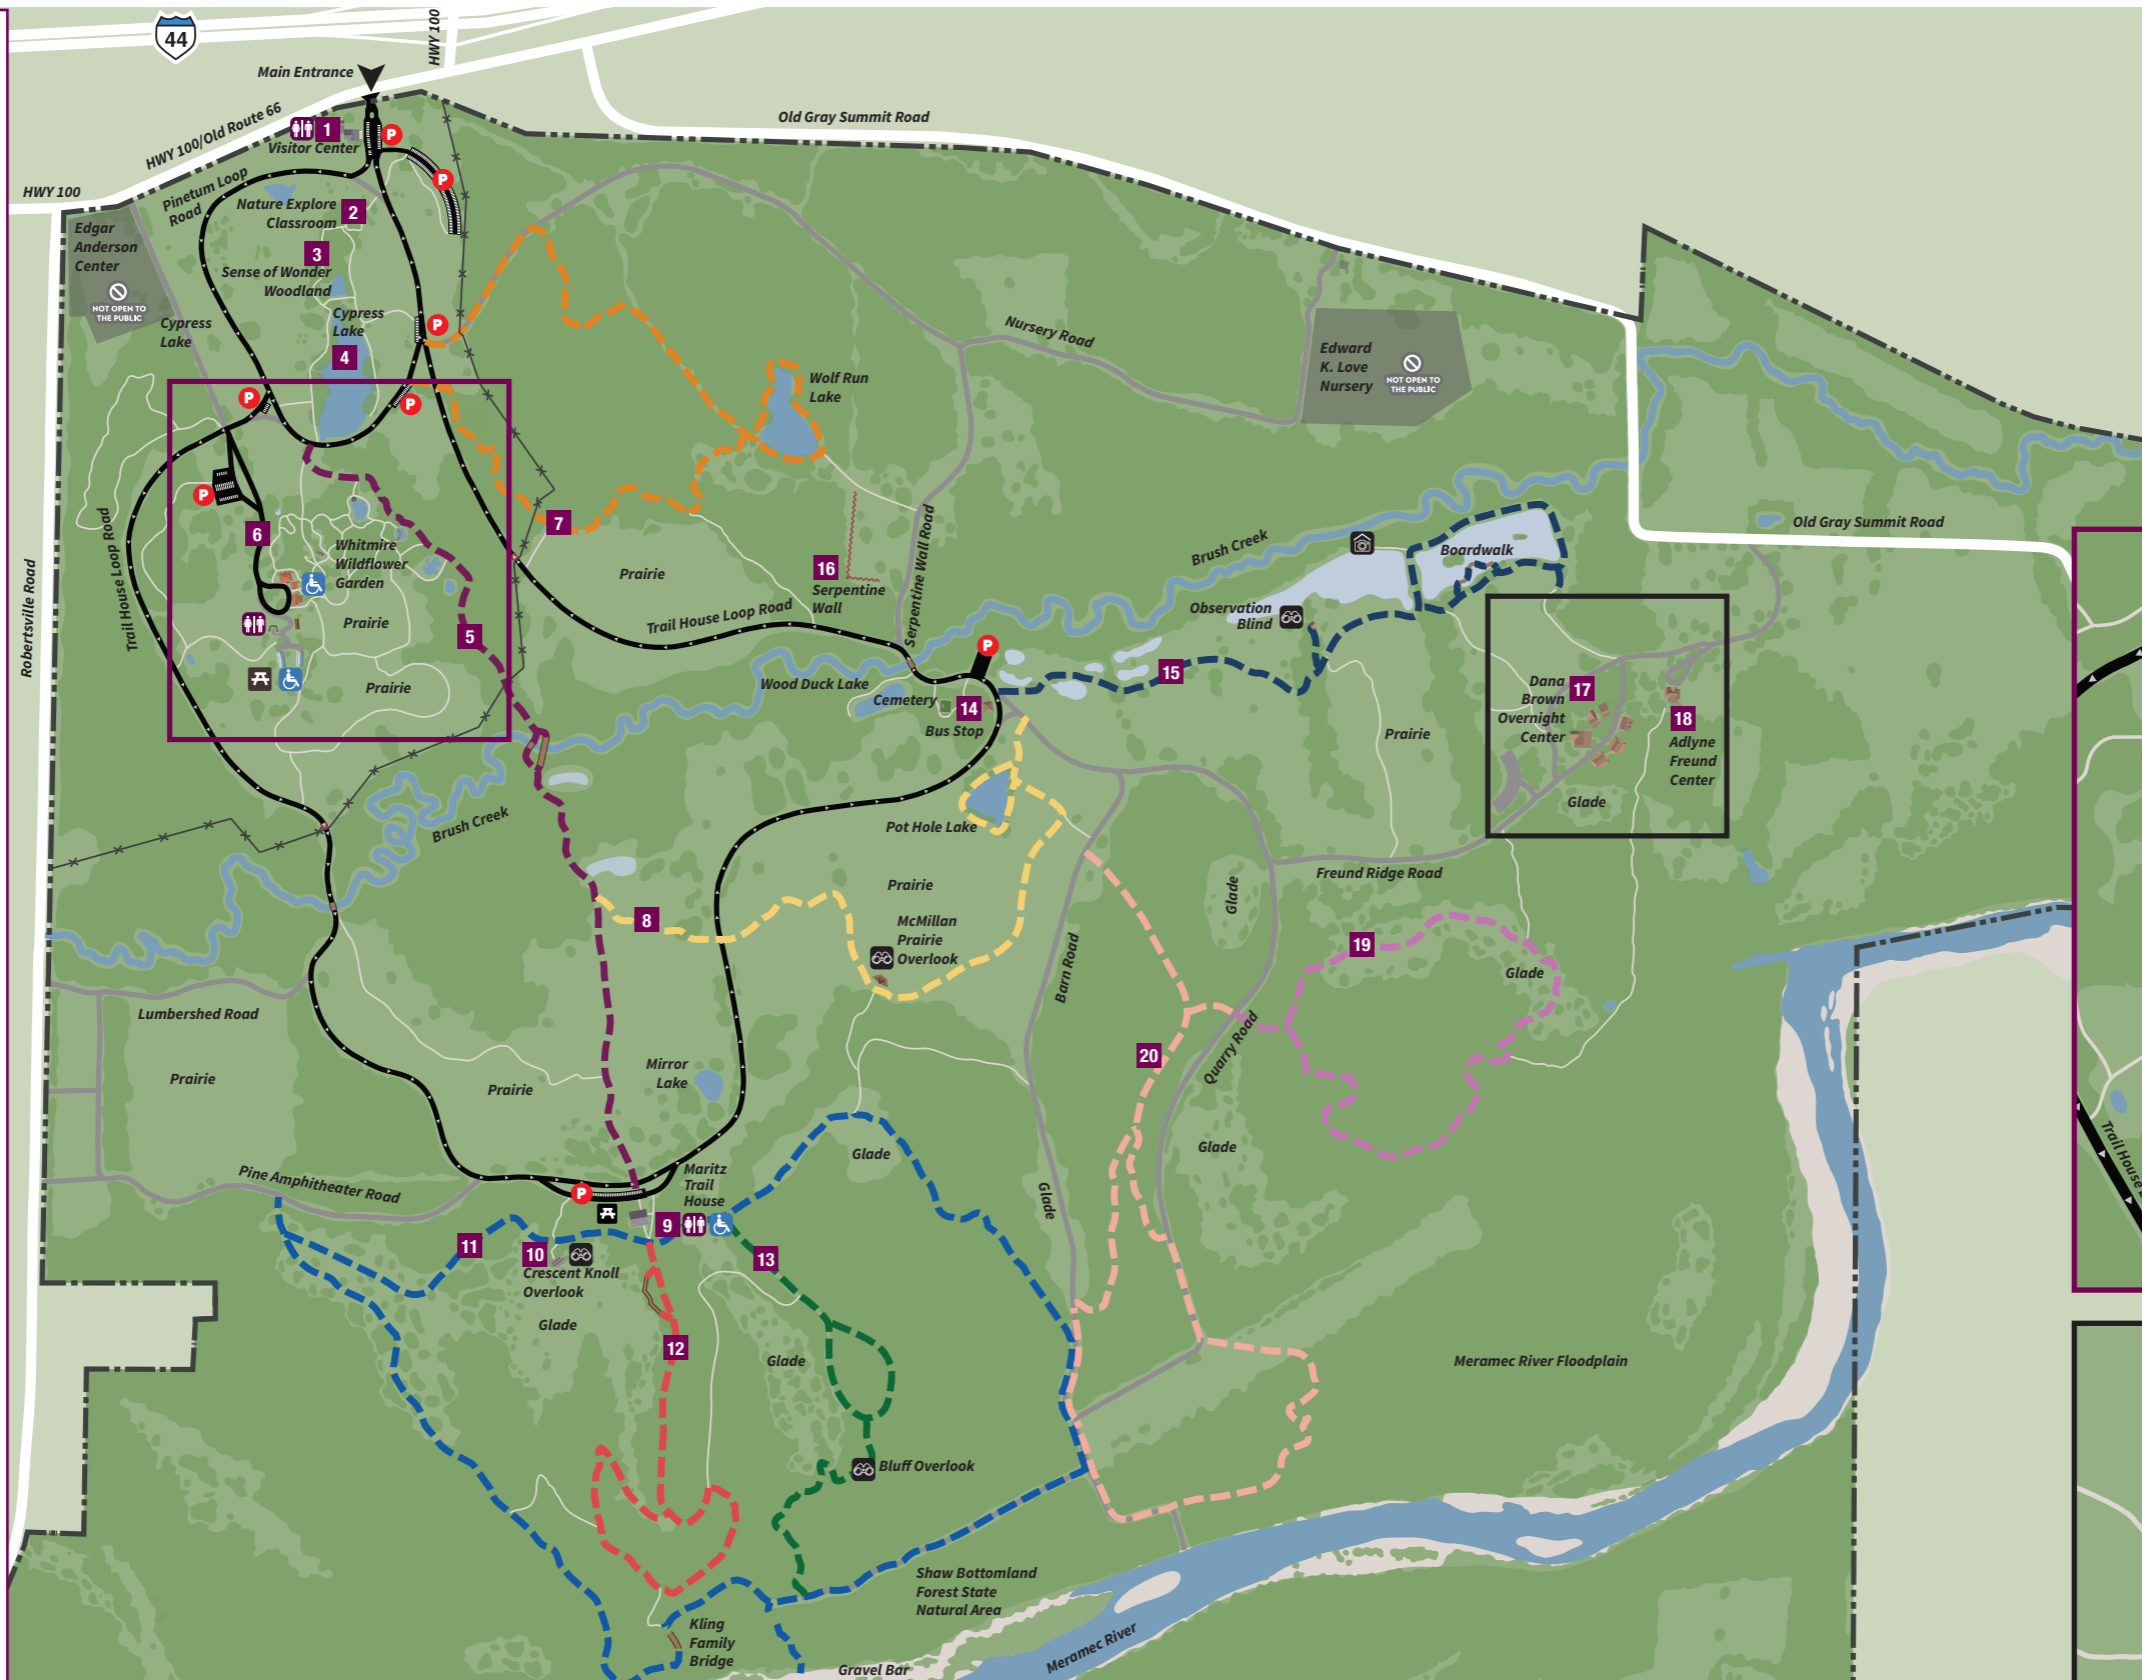 44
HWY 100
Main Entrance
HWY 100/Old Route 66
Old Gray Summit Road
1
P
Visitor Center
HWY 100
Pinetum Loop
Road
P
Nature Explore
Classroom
2
Edgar
Anderson
Center
NOT OPEN TO
THE PUBLIC
3
Sense of Wonder
Woodland
Cypress
Lake
Cypress
Lake
P
4
Nursery Road
Edward
K. Love
Nursery
NOT OPEN TO
THE PUBLIC
Wolf Run
Lake
P
P
P
6
7
Whitmire
Wildflower
Garden
Prairie
Prairie
5
Trail House Loop Road
Robertsville Road
Prairie
16
Serpentine
Wall
Serpentine Wall Road
Trail House Loop Road
Brush Creek
Boardwalk
Old Gray Summit Road
Observation
Blind
P
15
Wood Duck Lake
Cemetery
14
Bus Stop
Prairie
Dana
Brown
Overnight
Center
17
18
Adlyne
Freund
Center
Glade
Brush Creek
Pot Hole Lake
Prairie
Freund Ridge Road
Glade
8
McMillan
Prairie
Overlook
Barn Road
19
Glade
Lumbershed Road
Prairie
Prairie
Mirror
Lake
20
Quarry Road
Glade
Glade
Glade
Pine Amphitheater Road
P
Maritz
Trail
House
9
11
10
Crescent Knoll
Overlook
13
Glade
12
Glade
Meramec River Floodplain
Trail House L
Bluff Overlook
Shaw Bottomland
Forest State
Natural Area
Kling
Family
Bridge
Gravel Bar
Meramec River